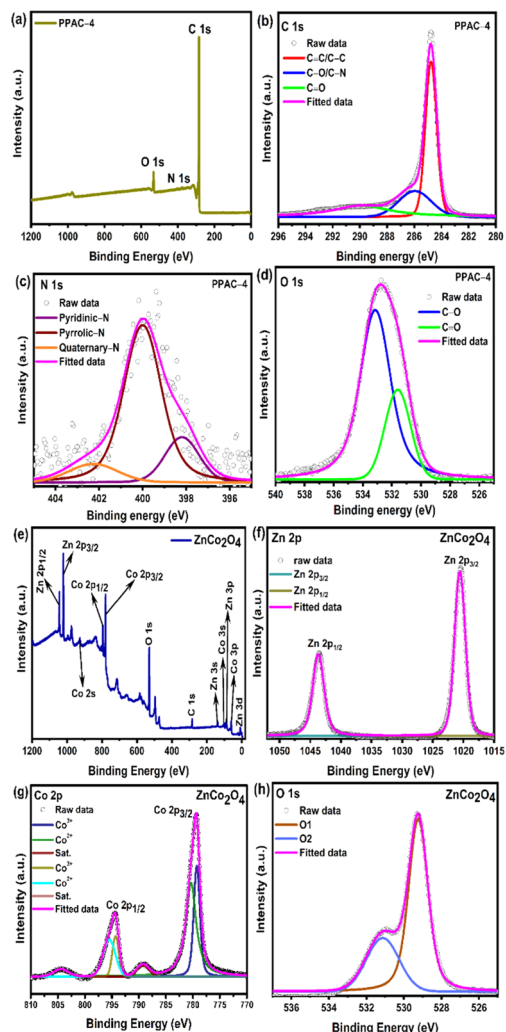 (a)
PPAC−4
C 1s
O 1s
N 1s
Intensity (a.u.)
1200 1000 800 600 400 200 0
Binding Energy (eV)
(b)
C 1s
PPAC−4
Raw data
C=C/C−C
C−O/C−N
C=O
Fitted data
Intensity (a.u.)
296 294 292 290 288 286 284 282 280
Binding energy (eV)
(c)
N 1s
PPAC−4
Raw data
Pyridinic−N
Pyrrolic−N
Quaternary−N
Fitted data
Intensity (a.u.)
404 402 400 398 396
Binding energy (eV)
(d)
O 1s
PPAC−4
Raw data
C−O
C=O
Fitted data
Intensity (a.u.)
540 538 536 534 532 530 528 526
Binding energy (eV)
(e)
ZnCo2O4
Zn 2p1/2
Zn 2p3/2
Co 2p1/2
Co 2p3/2
Co 2s
O 1s
C 1s
Zn 3s
Co 3s
Zn 3p
Co 3p
Zn 3d
Intensity (a.u.)
1200 1000 800 600 400 200 0
Binding Energy (eV)
(f)
Zn 2p
ZnCo2O4
raw data
Zn 2p3/2
Zn 2p1/2
Fitted data
Zn 2p3/2
Zn 2p1/2
Intensity (a.u.)
1050 1045 1040 1035 1030 1025 1020 1015
Binding Energy (eV)
(g)
Co 2p
ZnCo2O4
Raw data
Co3+
Co2+
Sat.
Co3+
Co2+
Sat.
Fitted data
Co 2p3/2
Co 2p1/2
Intensity (a.u.)
810 805 800 795 790 785 780 775 770
Binding Energy (eV)
(h)
O 1s
ZnCo2O4
Raw data
O1
O2
Fitted data
Intensity (a.u.)
536 534 532 530 528 526
Binding Energy (eV)